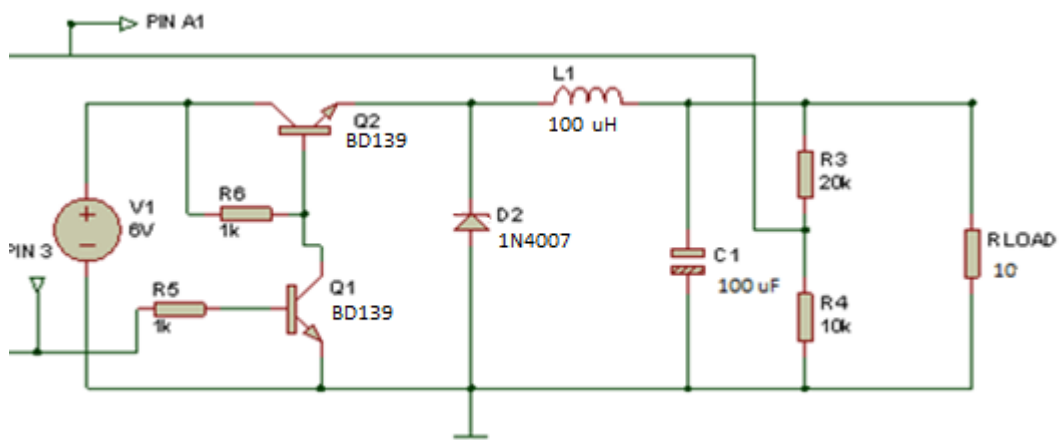 PIN A1
L1
100 uH
Q2
BD139
R3
20k
R6
1k
V1
6V
D2
1N4007
PIN 3
C1
100 uF
RLOAD
10
R5
1k
Q1
BD139
R4
10k